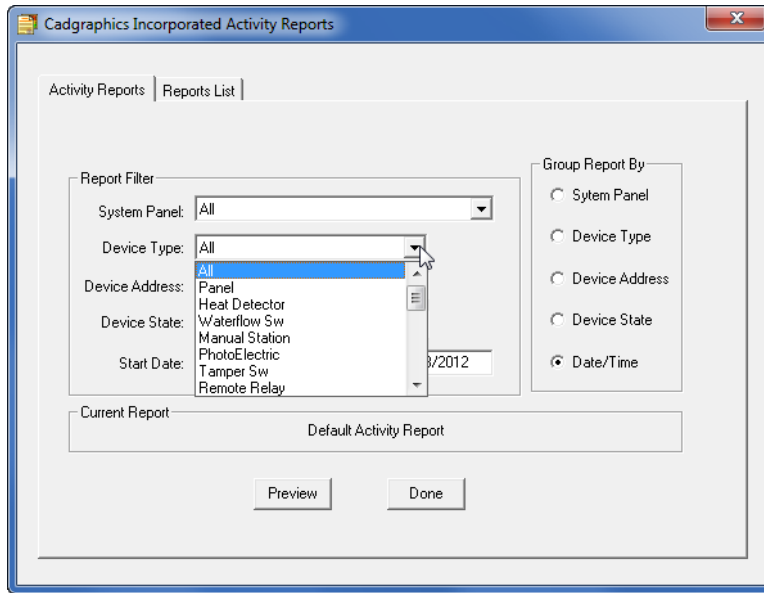 Cadgraphics Incorporated Activity Reports
Activity Reports
Reports List
Report Filter
System Panel:
All
Device Type:
All
All
Panel
Heat Detector
Waterflow Sw
Manual Station
PhotoElectric
Tamper Sw
Remote Relay
Device Address:
Device State:
Start Date:
/2012
Group Report By
Sytem Panel
Device Type
Device Address
Device State
Date/Time
Current Report
Default Activity Report
Preview
Done